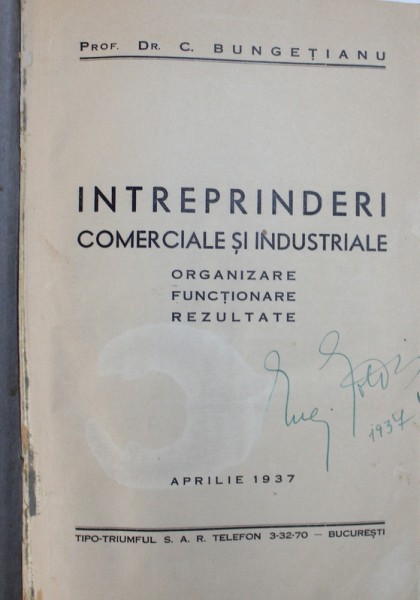 PROF. DR. C. BUNGEȚIANU
INTREPRINDERI
COMERCIALE ȘI INDUSTRIALE
ORGANIZARE
FUNCȚIONARE
REZULTATE
1937
APRILIE 1937
TIPO-TRIUMFUL S. A. R. TELEFON 3-32-70 — BUCUREȘTI